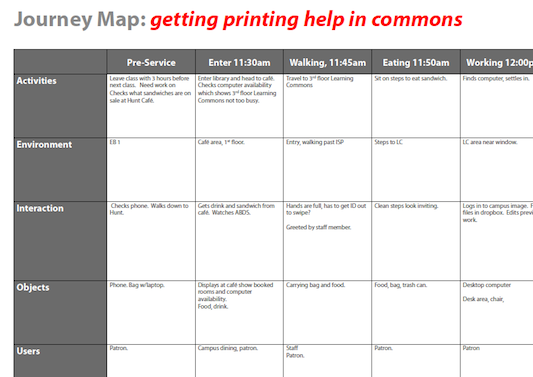 Journey Map: getting printing help in commons
Pre-Service
Enter 11:30am
Walking, 11:45am
Eating 11:50am
Working 12:00p
Activities
Leave class with 3 hours before
next class. Need work on
Checks what sandwiches are on
sale at Hunt Café.
Enter library and head to café.
Checks computer availability
which shows 3rd floor Learning
Commons not too busy.
Travel to 3rd floor Learning
Commons
Sit on steps to eat sandwich.
Finds computer, settles in.
Environment
EB 1
Café area, 1st floor.
Entry, walking past ISP
Steps to LC
LC area near window.
Interaction
Checks phone. Walks down to
Hunt.
Gets drink and sandwich from
café. Watches ABDS.
Hands are full, has to get ID out
to swipe?
Greeted by staff member.
Clean steps look inviting.
Logs in to campus image. F
files in dropbox. Edits previ
work.
Objects
Phone. Bag w/laptop.
Displays at café show booked
rooms and computer
availability.
Food, drink.
Carrying bag and food.
Food, bag, trash can.
Desktop computer
Desk area, chair,
Users
Patron.
Campus dining, patron.
Staff
Patron.
Patron.
Patron